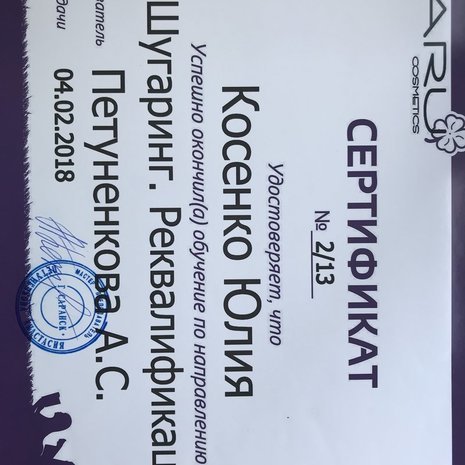 ARU
COSMETICS
СЕРТИФИКАТ
№ 2/13
Удостоверяет, что
Косенко Юлия
Успешно окончил(а) обучение по направлению
Шугаринг. Реквалификац
Петуненкова А.С.
04.02.2018
Г.САРАНСК